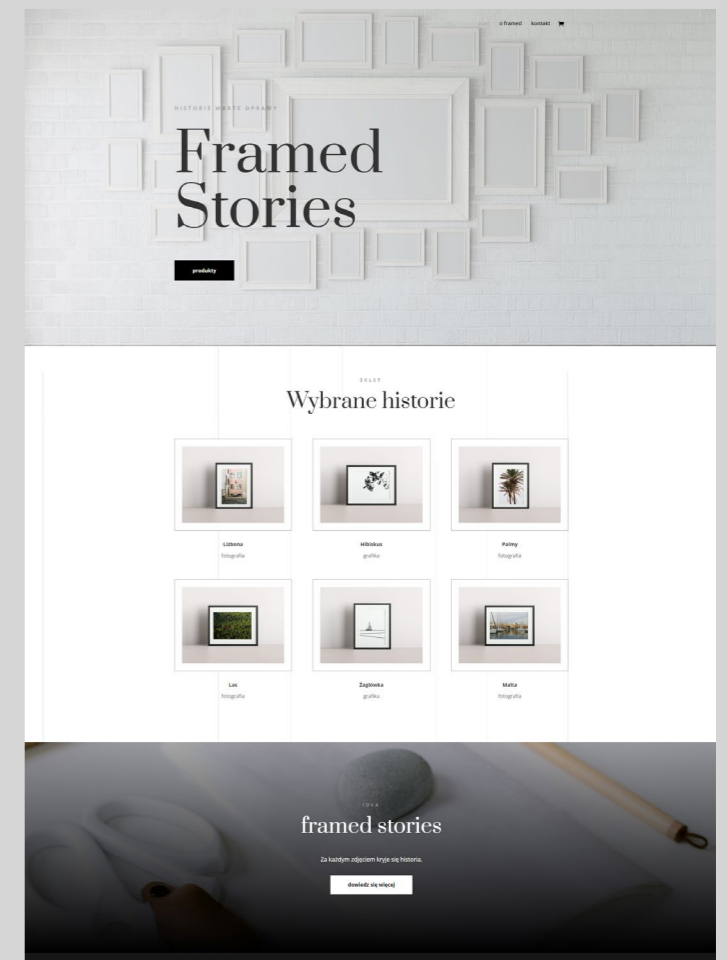 o framed kontakt
HISTORIE WARTE OPRAWY
Framed
Stories
produkty
ZELET
Wybrane historie
Lizbona
fotografia
Hibiskus
grafika
Palmy
fotografia
Las
fotografia
Żaglówka
grafika
Malta
fotografia
IDEA
framed stories
Za każdym zdjęciem kryje się historia.
dowiedz się więcej